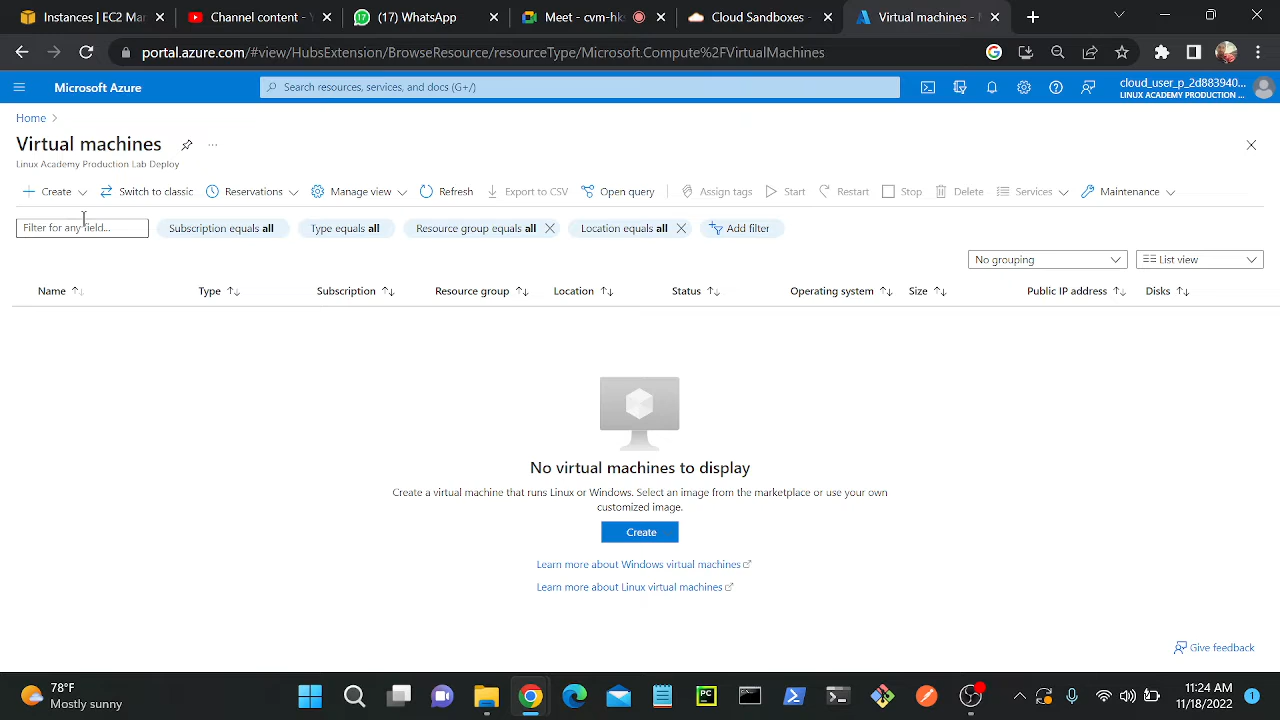 Instances | EC2 Mar
Channel content - Y
(17) WhatsApp
Meet - cvm-hks
Cloud Sandboxes -
Virtual machines -
portal.azure.com/#view/HubsExtension/BrowseResource/resourceType/Microsoft.Compute%2FVirtualMachines
Microsoft Azure
Search resources, services, and docs (G+/)
cloud_user_p_2d883940...
LINUX ACADEMY PRODUCTION ...
Home >
Virtual machines
Linux Academy Production Lab Deploy
Create
Switch to classic
Reservations
Manage view
Refresh
Export to CSV
Open query
Assign tags
Start
Restart
Stop
Delete
Services
Maintenance
Filter for any field...
Subscription equals all
Type equals all
Resource group equals all
Location equals all
Add filter
No grouping
List view
Name
Type
Subscription
Resource group
Location
Status
Operating system
Size
Public IP address
Disks
No virtual machines to display
Create a virtual machine that runs Linux or Windows. Select an image from the marketplace or use your own
customized image.
Create
Learn more about Windows virtual machines
Learn more about Linux virtual machines
Give feedback
78°F
Mostly sunny
PC
11:24 AM
11/18/2022
1